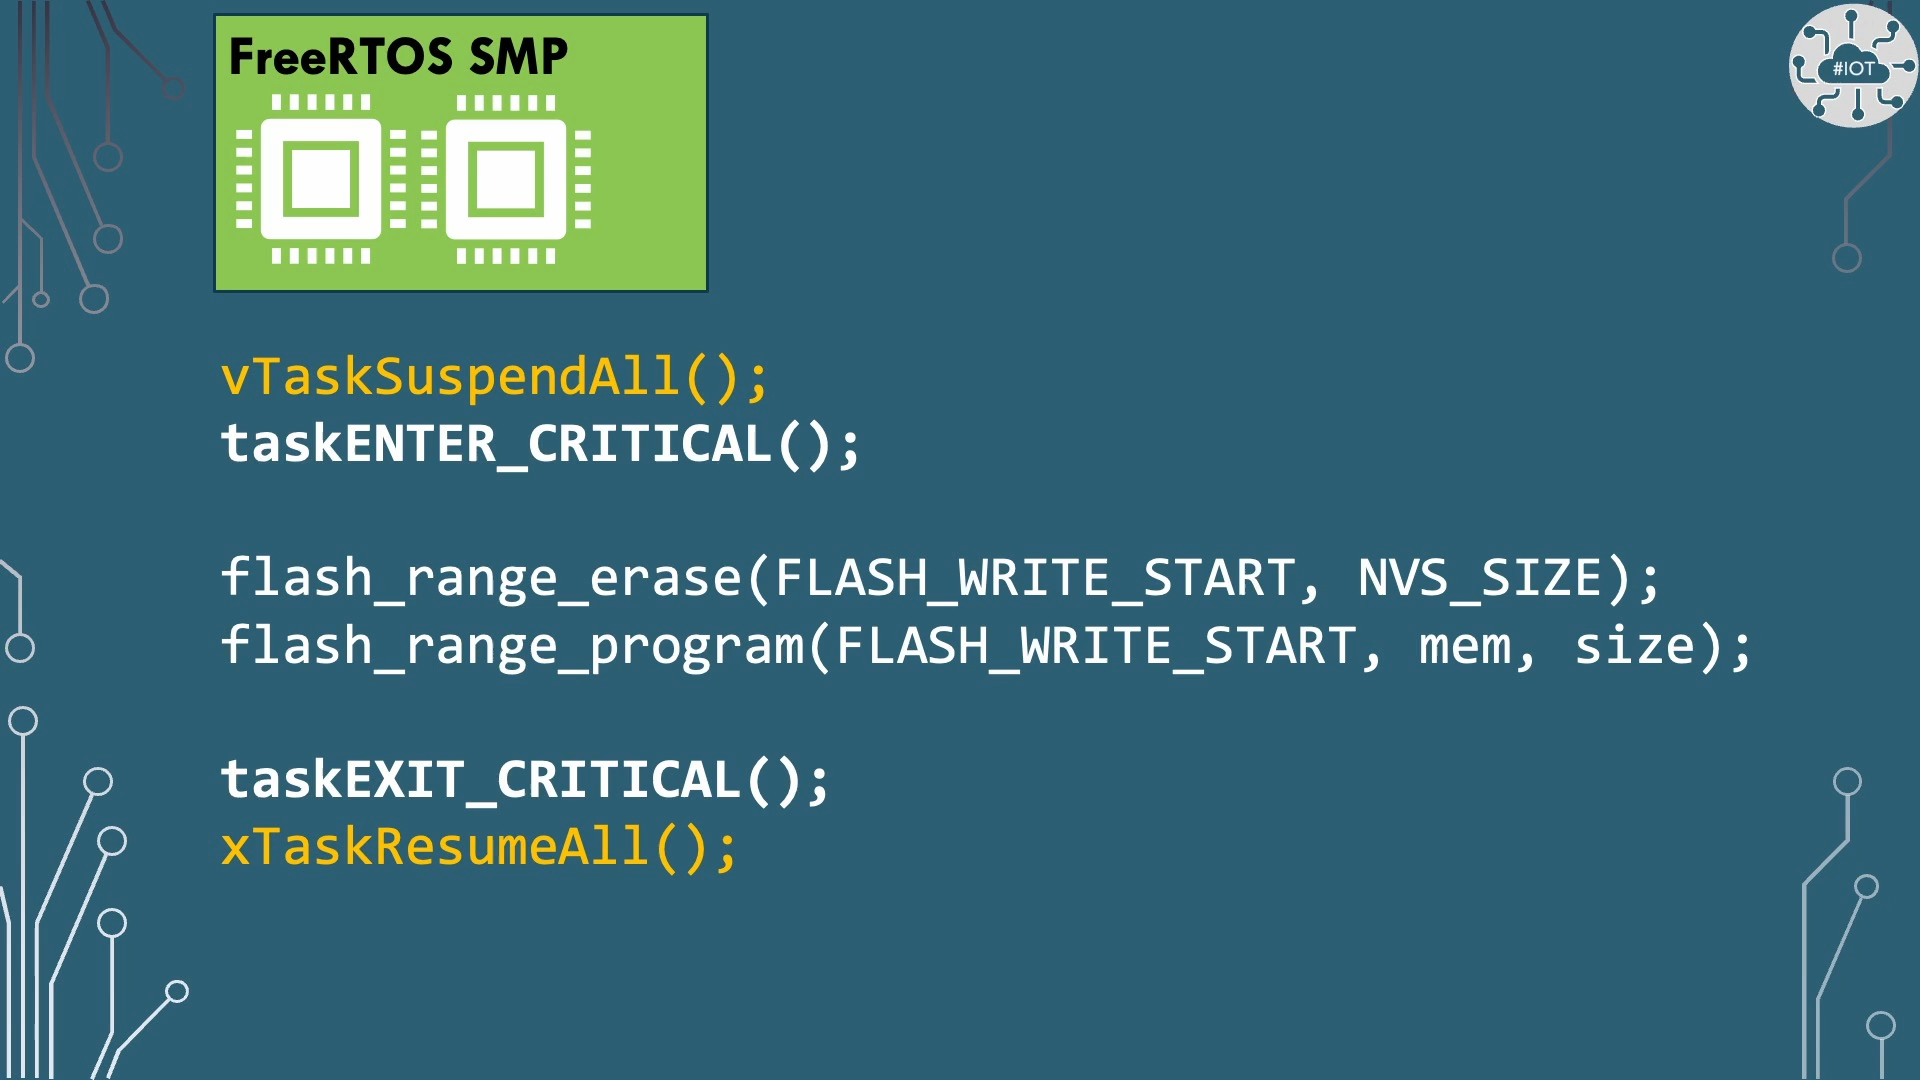 FreeRTOS SMP
#IOT
vTaskSuspendAll();
taskENTER_CRITICAL();
flash_range_erase(FLASH_WRITE_START, NVS_SIZE);
flash_range_program(FLASH_WRITE_START, mem, size);
taskEXIT_CRITICAL();
xTaskResumeAll();